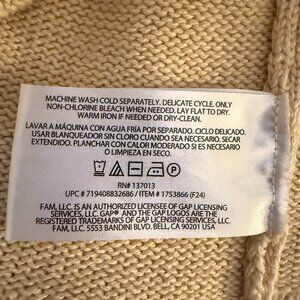 MACHINE WASH COLD SEPARATELY. DELICATE CYCLE. ONLY
NON-CHLORINE BLEACH WHEN NEEDED. LAY FLAT TO DRY.
WARM IRON IF NEEDED OR DRY-CLEAN.
LAVAR A MÁQUINA CON AGUA FRÍA POR SEPARADO. CICLO DELICADO.
USAR BLANQUEADOR SIN CLORO CUANDO SEA NECESARIO. SECAR
EXTENDIDO. PLANCHAR CON CALOR MODERADO SI ES NECESARIO
O LIMPIEZA EN SECO.
P
RN# 137013
UPC # 719408832686 / ITEM # 1753866 (F24)
FAM, LLC. IS AN AUTHORIZED LICENSEE OF GAP LICENSING
SERVICES, LLC. GAP® AND THE GAP LOGOS ARE THE
REGISTERED TRADEMARKS OF GAP LICENSING SERVICES, LLC.
FAM, LLC. 5553 BANDINI BLVD. BELL, CA 90201 USA